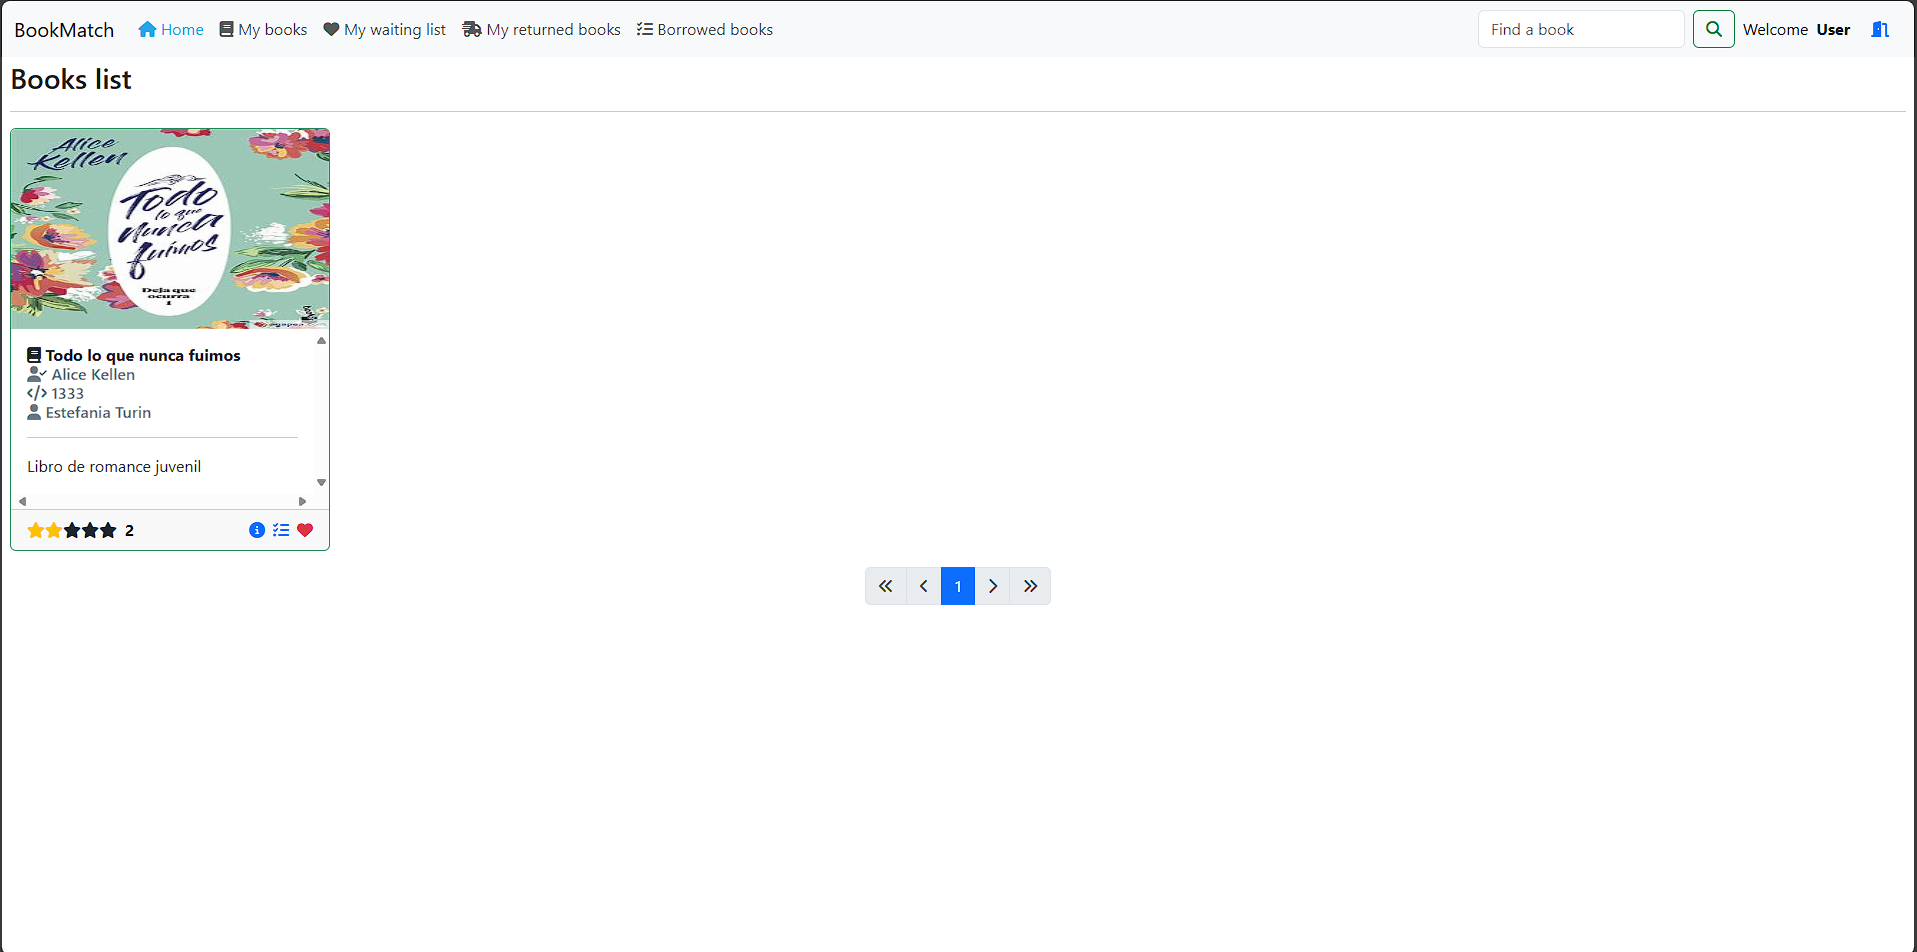 BookMatch Home My books My waiting list My returned books Borrowed books Find a book Welcome User
Books list
Alice
Kellen
Todo
lo que
nunca
fuimos
Deja que
ocurra
1
Todo lo que nunca fuimos
Alice Kellen
1333
Estefania Turin
Libro de romance juvenil
2
1